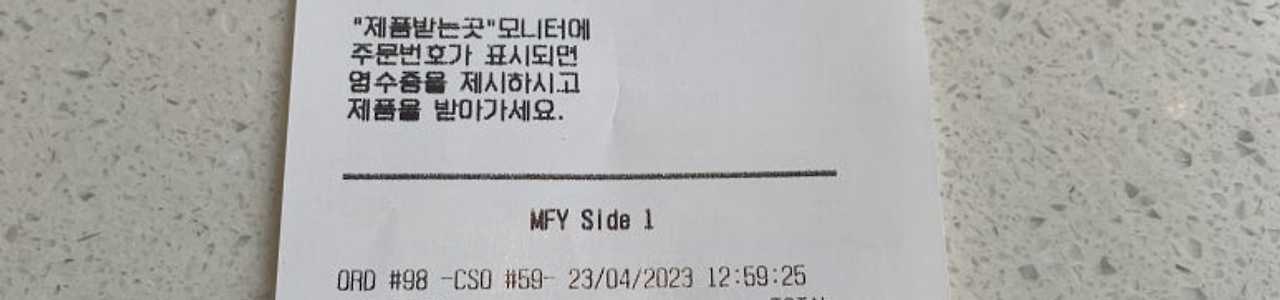 "제품받는곳"모니터에
주문번호가 표시되면
영수증을 제시하시고
제품을 받아가세요.
MFY Side 1
ORD #98 -CSO #59- 23/04/2023 12:59:25